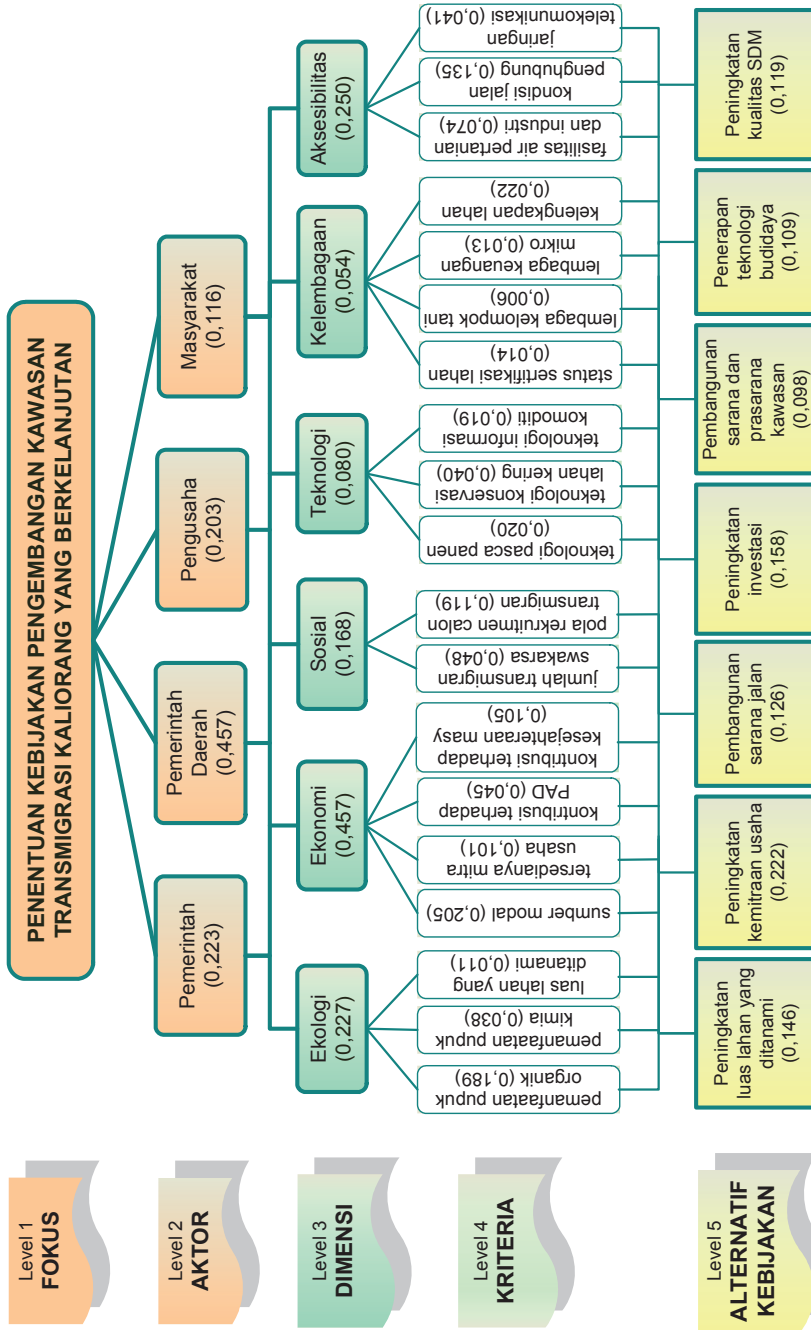 PENENTUAN KEBIJAKAN PENGEMBANGAN KAWASAN
TRANSMIGRASI KALIORANG YANG BERKELANJUTAN
Level 1
FOKUS
Level 2
AKTOR
Pemerintah
(0,223)
Pemerintah
Daerah
(0,457)
Pengusaha
(0,203)
Masyarakat
(0,116)
Level 3
DIMENSI
Ekologi
(0,227)
Ekonomi
(0,457)
Sosial
(0,168)
Teknologi
(0,080)
Kelembagaan
(0,054)
Aksesibilitas
(0,250)
Level 4
KRITERIA
pemanfaatan pupuk
organik (0,189)
pemanfaatan pupuk
kimia (0,038)
luas lahan yang
ditanami (0,011)
sumber modal (0,205)
tersedianya mitra
usaha (0,101)
kontribusi terhadap
PAD (0,045)
kontribusi terhadap
kesejahteraan masy
(0,105)
jumlah transmigran
swakarsa (0,048)
pola rekruitmen calon
transmigran (0,119)
teknologi pasca panen
(0,020)
teknologi konservasi
lahan kering (0,040)
teknologi informasi
komoditi (0,019)
status sertifikasi lahan
(0,014)
lembaga kelompok tani
(0,006)
lembaga keuangan
mikro (0,013)
kelengkapan lahan
(0,022)
fasilitas air pertanian
dan industri (0,074)
kondisi jalan
penghubung (0,135)
jaringan
telekomunikasi
(0,041)
Level 5
ALTERNATIF
KEBIJAKAN
Peningkatan
luas lahan yang
ditanami
(0,146)
Peningkatan
kemitraan usaha
(0,222)
Pembangunan
sarana jalan
(0,126)
Peningkatan
investasi
(0,158)
Pembangunan
sarana dan
prasarana
kawasan
(0,098)
Penerapan
teknologi
budidaya
(0,109)
Peningkatan
kualitas SDM
(0,119)